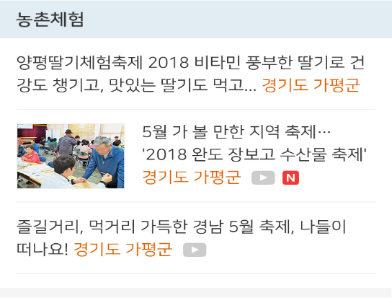 농촌체험
양평딸기체험축제 2018 비타민 풍부한 딸기로 건
강도 챙기고, 맛있는 딸기도 먹고... 경기도 가평군
5월 가 볼 만한 지역 축제…
'2018 완도 장보고 수산물 축제'
경기도 가평군 N
즐길거리, 먹거리 가득한 경남 5월 축제, 나들이
떠나요! 경기도 가평군